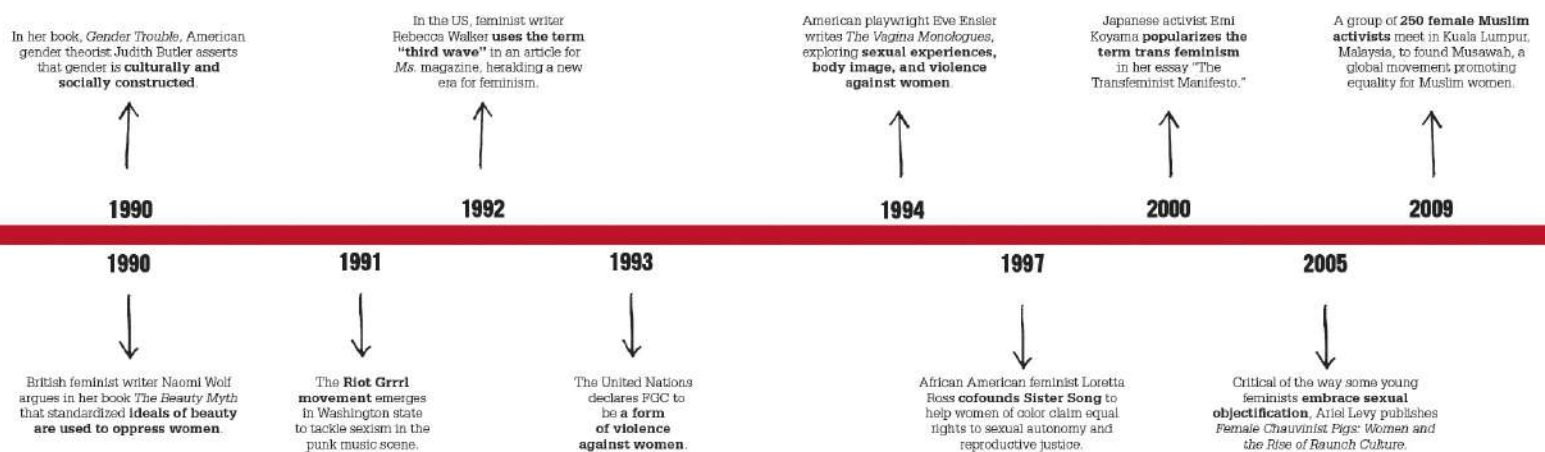 In her book, Gender Trouble, American
gender theorist Judith Butler asserts
that gender is culturally and
socially constructed.
1990
In the US, feminist writer
Rebecca Walker uses the term
"third wave" in an article for
Ms. magazine, heralding a new
era for feminism.
1992
American playwright Eve Ensler
writes The Vagina Monologues,
exploring sexual experiences,
body image, and violence
against women.
1994
Japanese activist Emi
Koyama popularizes the
term trans feminism
in her essay "The
Transfeminist Manifesto."
2000
A group of 250 female Muslim
activists meet in Kuala Lumpur,
Malaysia, to found Musawah, a
global movement promoting
equality for Muslim women.
2009
1990
British feminist writer Naomi Wolf
argues in her book The Beauty Myth
that standardized ideals of beauty
are used to oppress women.
1991
The Riot Grrrl
movement emerges
in Washington state
to tackle sexism in the
punk music scene.
1993
The United Nations
declares FGC to
be a form
of violence
against women.
1997
African American feminist Loretta
Ross cofounds Sister Song to
help women of color claim equal
rights to sexual autonomy and
reproductive justice.
2005
Critical of the way some young
feminists embrace sexual
objectification, Ariel Levy publishes
Female Chauvinist Pigs: Women and
the Rise of Raunch Culture.